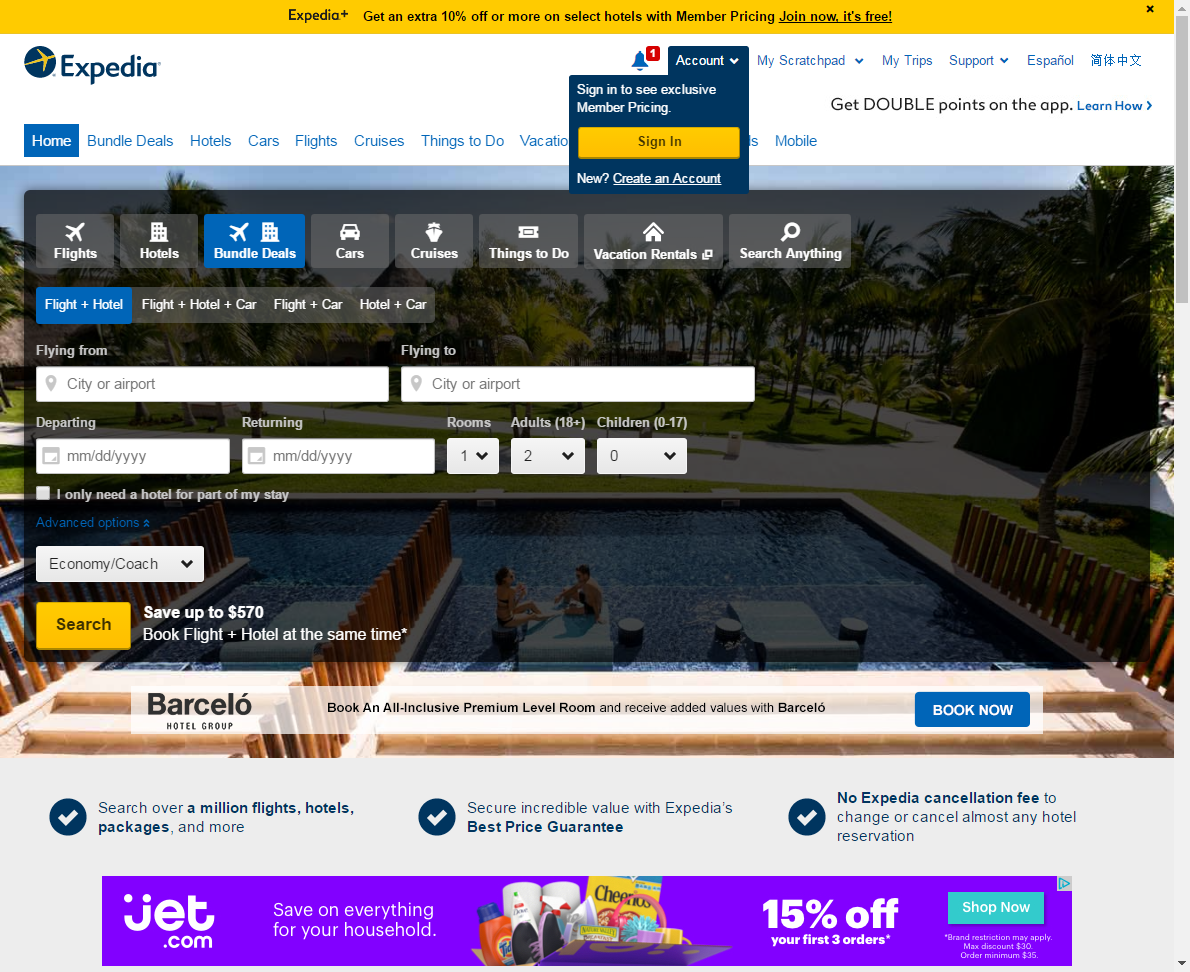 Expedia+ Get an extra 10% off or more on select hotels with Member Pricing Join now, it's free!
Expedia
1
Account
My Scratchpad
My Trips
Support
Español
简体中文
Sign in to see exclusive
Member Pricing.
Sign In
New? Create an Account
Get DOUBLE points on the app. Learn How
Home
Bundle Deals
Hotels
Cars
Flights
Cruises
Things to Do
Vacatio
ls
Mobile
Flights
Hotels
Bundle Deals
Cars
Cruises
Things to Do
Vacation Rentals
Search Anything
Flight + Hotel
Flight + Hotel + Car
Flight + Car
Hotel + Car
Flying from
Flying to
City or airport
City or airport
Departing
Returning
Rooms
Adults (18+)
Children (0-17)
mm/dd/yyyy
mm/dd/yyyy
1
2
0
I only need a hotel for part of my stay
Advanced options
Economy/Coach
Search
Save up to $570
Book Flight + Hotel at the same time*
Barceló
HOTEL GROUP
Book An All-Inclusive Premium Level Room and receive added values with Barceló
BOOK NOW
Search over a million flights, hotels,
packages, and more
Secure incredible value with Expedia's
Best Price Guarantee
No Expedia cancellation fee to
change or cancel almost any hotel
reservation
jet
.com
Save on everything
for your household.
Tide
Dove
Cheerios
NATURE VALLEY
15% off
your first 3 orders*
Shop Now
*Brand restriction may apply.
Max discount $30.
Order minimum $35.